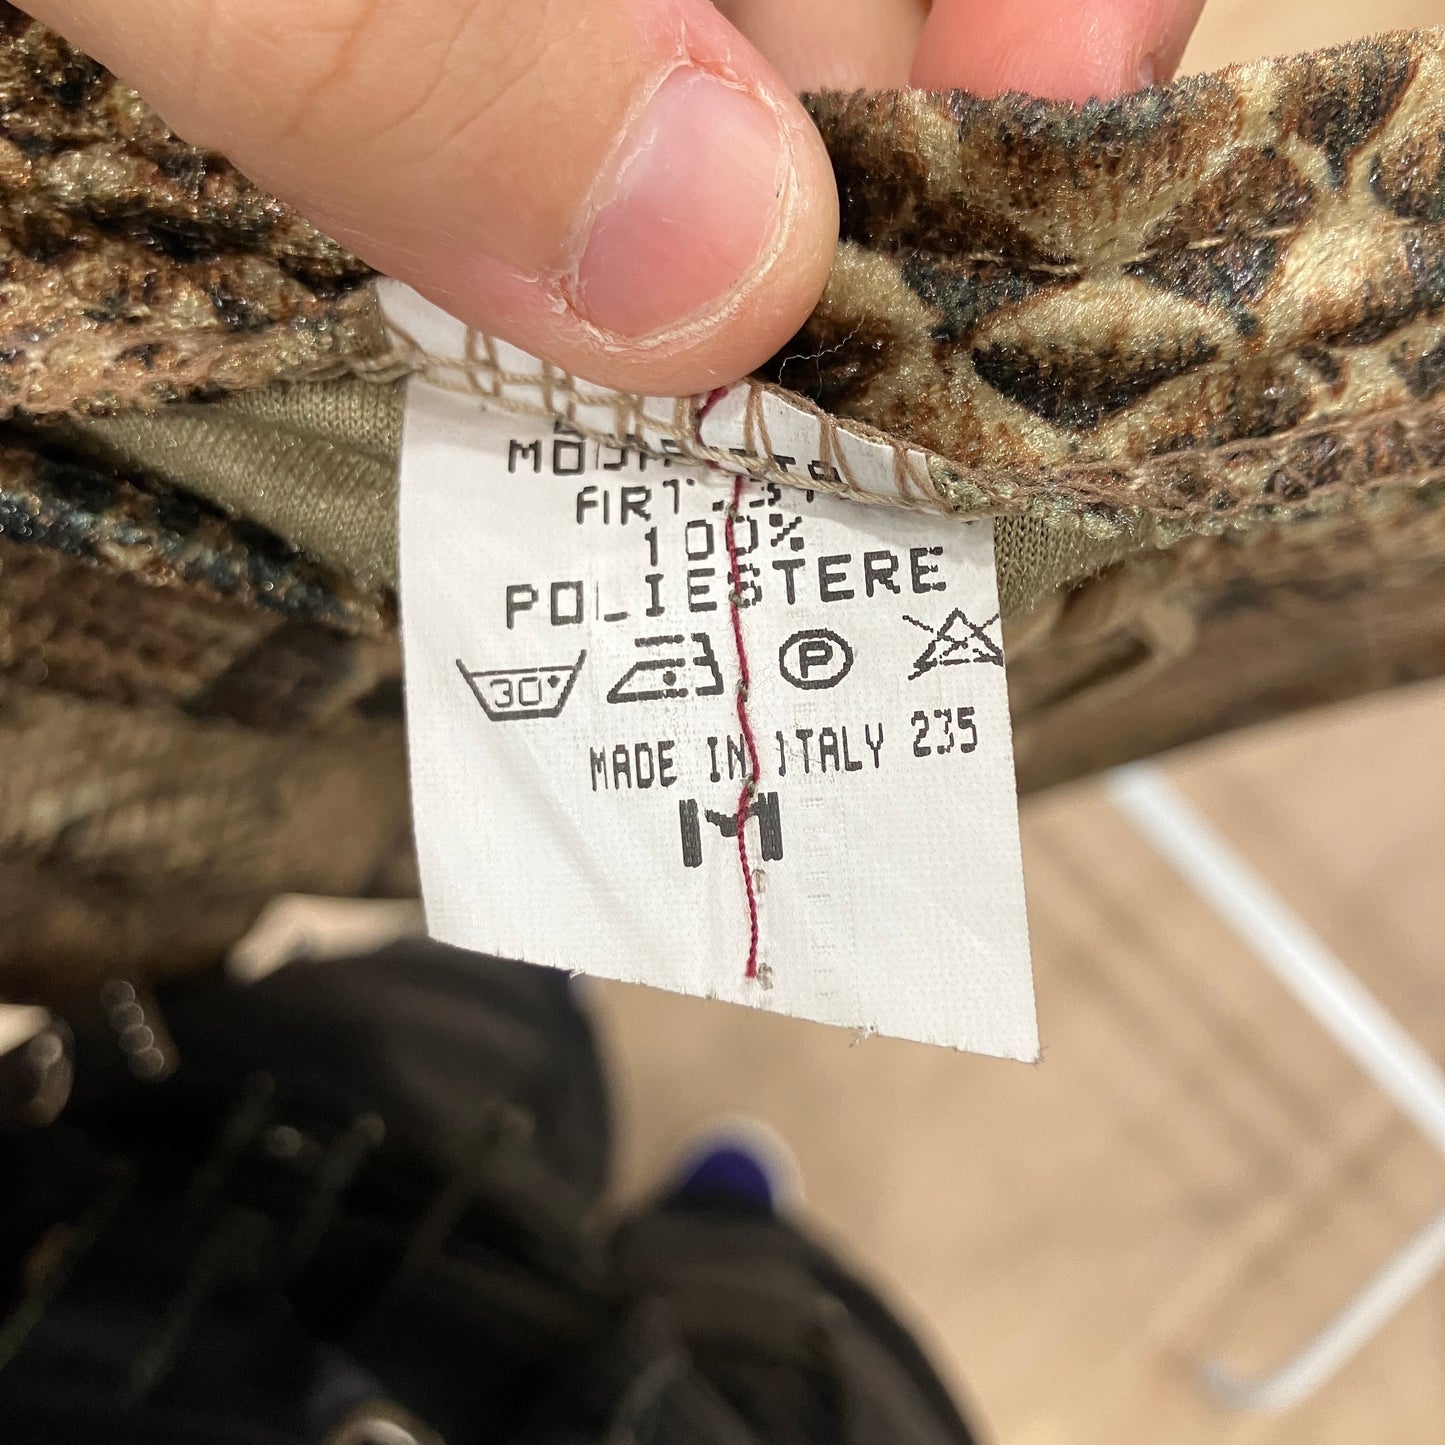 100%
POLIESTERE
30° P
MADE IN ITALY 235
M